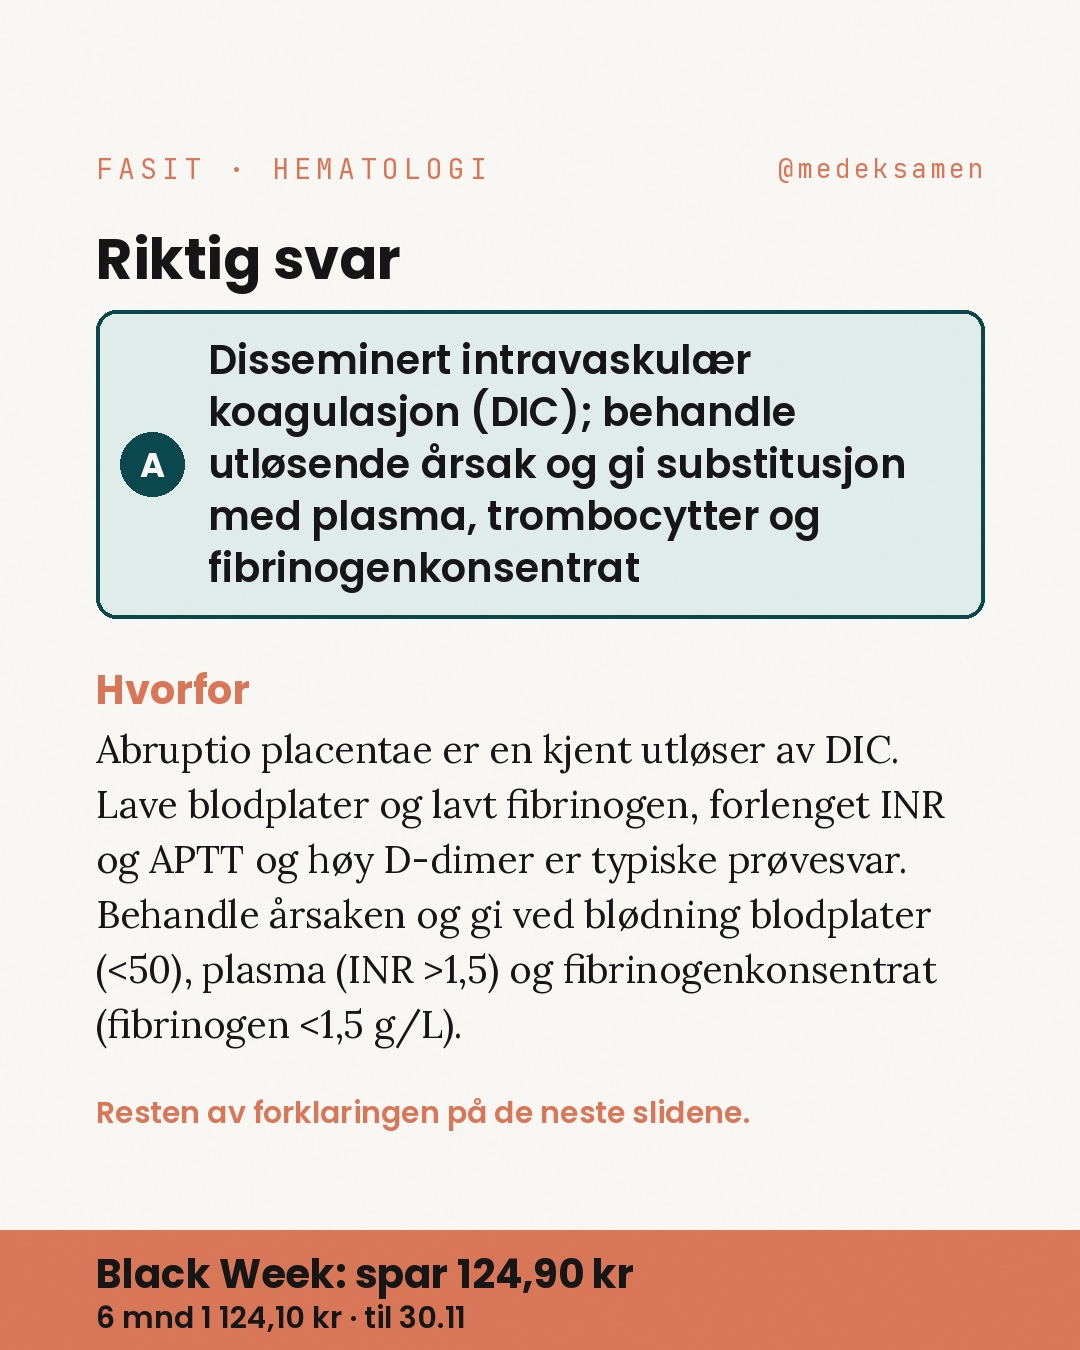 FASIT · HEMATOLOGI
@medeksamen
Riktig svar
A
Disseminert intravaskulær
koagulasjon (DIC); behandle
utløsende årsak og gi substitusjon
med plasma, trombocytter og
fibrinogenkonsentrat
Hvorfor
Abruptio placentae er en kjent utløser av DIC.
Lave blodplater og lavt fibrinogen, forlenget INR
og APTT og høy D-dimer er typiske prøvesvar.
Behandle årsaken og gi ved blødning blodplater
(<50), plasma (INR >1,5) og fibrinogenkonsentrat
(fibrinogen <1,5 g/L).
Resten av forklaringen på de neste slidene.
Black Week: spar 124,90 kr
6 mnd 1 124,10 kr · til 30.11